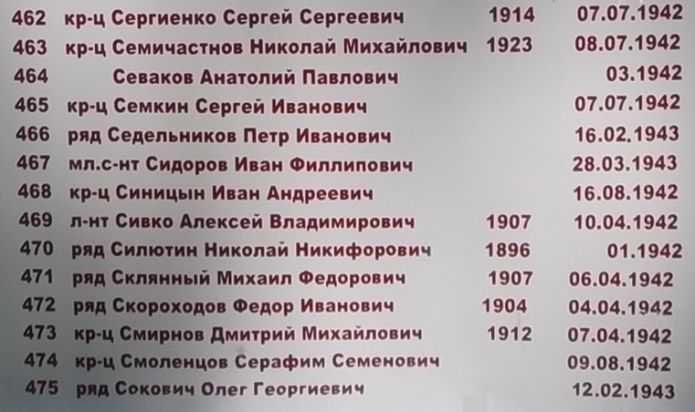 462 кр-ц Сергиенко Сергей Сергеевич 1914 07.07.1942
463 кр-ц Семичастнов Николай Михайлович 1923 08.07.1942
464 Севаков Анатолий Павлович 03.1942
465 кр-ц Семкин Сергей Иванович 07.07.1942
466 ряд Седельников Петр Иванович 16.02.1943
467 мл.с-нт Сидоров Иван Филлипович 28.03.1943
468 кр-ц Синицын Иван Андреевич 16.08.1942
469 л-нт Сивко Алексей Владимирович 1907 10.04.1942
470 ряд Силютин Николай Никифорович 1896 01.1942
471 ряд Склянный Михаил Федорович 1907 06.04.1942
472 ряд Скороходов Федор Иванович 1904 04.04.1942
473 кр-ц Смирнов Дмитрий Михайлович 1912 07.04.1942
474 кр-ц Смоленцов Серафим Семенович 09.08.1942
475 ряд Сокович Олег Георгиевич 12.02.1943